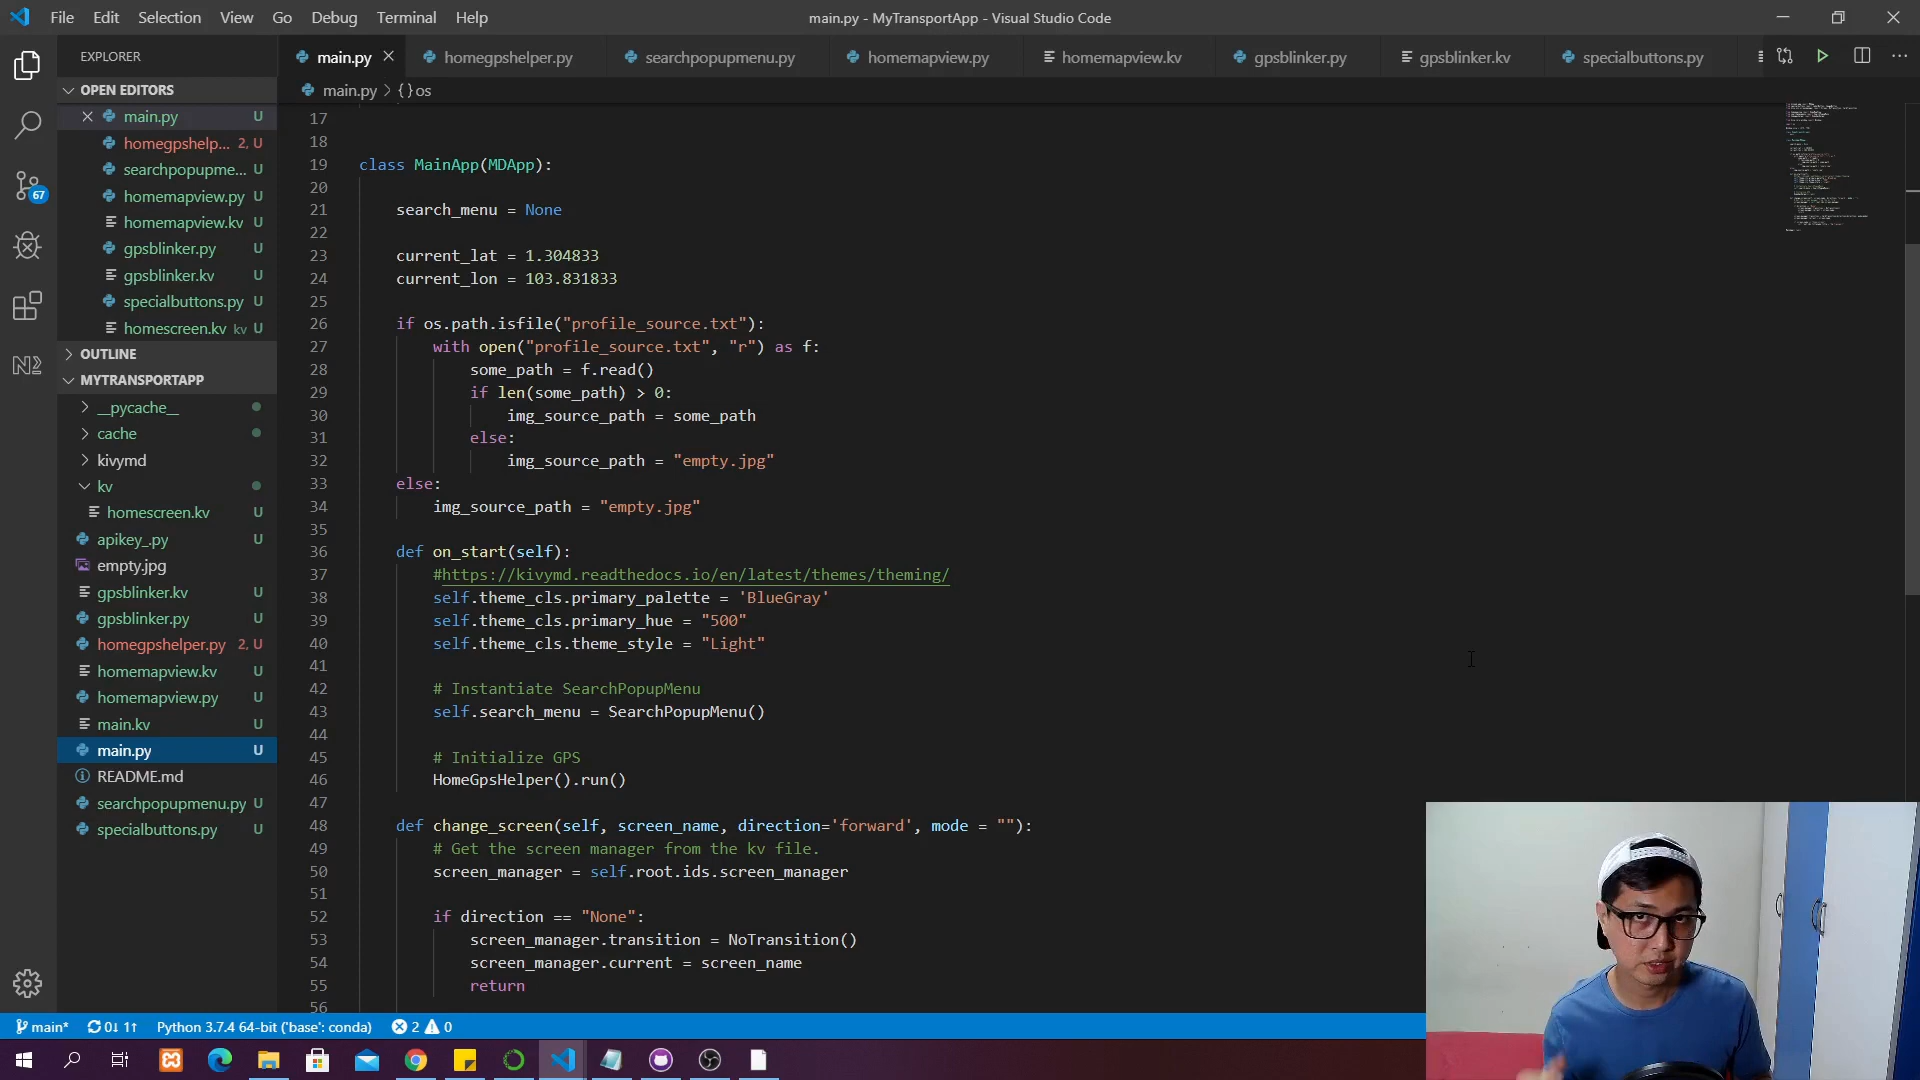 File Edit Selection View Go Debug Terminal Help
main.py - MyTransportApp - Visual Studio Code
EXPLORER
main.py homegpshelper.py searchpopupmenu.py homemapview.py homemapview.kv gpsblinker.py gpsblinker.kv specialbuttons.py
main.py > {} os
OPEN EDITORS
main.py U
homegpshelp... 2, U
searchpopupme... U
homemapview.py U
homemapview.kv U
gpsblinker.py U
gpsblinker.kv U
specialbuttons.py U
homescreen.kv kv U
OUTLINE
MYTRANSPORTAPP
__pycache__
cache
kivymd
kv
homescreen.kv U
apikey_.py U
empty.jpg
gpsblinker.kv U
gpsblinker.py U
homegpshelper.py 2, U
homemapview.kv U
homemapview.py U
main.kv U
main.py U
README.md
searchpopupmenu.py U
specialbuttons.py U
67
17
18
19 class MainApp(MDApp):
20
21 search_menu = None
22
23 current_lat = 1.304833
24 current_lon = 103.831833
25
26 if os.path.isfile("profile_source.txt"):
27 with open("profile_source.txt", "r") as f:
28 some_path = f.read()
29 if len(some_path) > 0:
30 img_source_path = some_path
31 else:
32 img_source_path = "empty.jpg"
33 else:
34 img_source_path = "empty.jpg"
35
36 def on_start(self):
37 #https://kivymd.readthedocs.io/en/latest/themes/theming/
38 self.theme_cls.primary_palette = 'BlueGray'
39 self.theme_cls.primary_hue = "500"
40 self.theme_cls.theme_style = "Light"
41
42 # Instantiate SearchPopupMenu
43 self.search_menu = SearchPopupMenu()
44
45 # Initialize GPS
46 HomeGpsHelper().run()
47
48 def change_screen(self, screen_name, direction='forward', mode = ""):
49 # Get the screen manager from the kv file.
50 screen_manager = self.root.ids.screen_manager
51
52 if direction == "None":
53 screen_manager.transition = NoTransition()
54 screen_manager.current = screen_name
55 return
56
main* 0↓ 1↑ Python 3.7.4 64-bit ('base': conda) 2 0